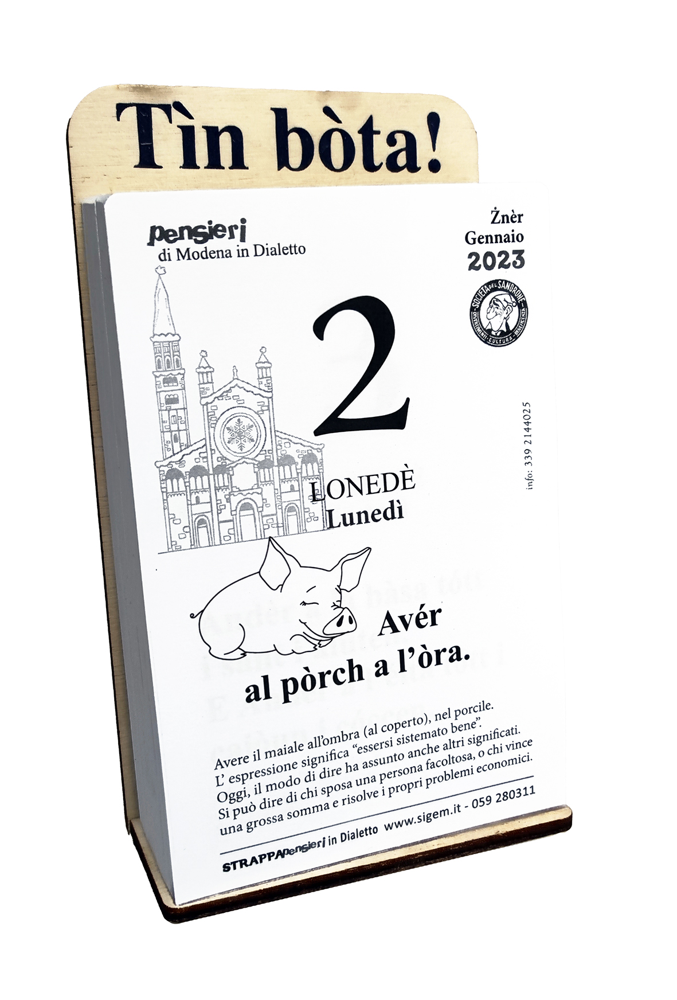 Tìn bòta!
pensieri
di Modena in Dialetto
Żnèr
Gennaio
2023
SOCIETÀ DEL SANDRONE
DIVERTIMENTI - CULTURA - BENEFICENZA
2
info: 339 2144025
LONEDÈ
Lunedì
Avér
al pòrch a l'òra.
Avere il maiale all'ombra (al coperto), nel porcile.
L' espressione significa “essersi sistemato bene”.
Oggi, il modo di dire ha assunto anche altri significati.
Si può dire di chi sposa una persona facoltosa, o chi vince
una grossa somma e risolve i propri problemi economici.
STRAPPApensieri in Dialetto www.sigem.it - 059 280311